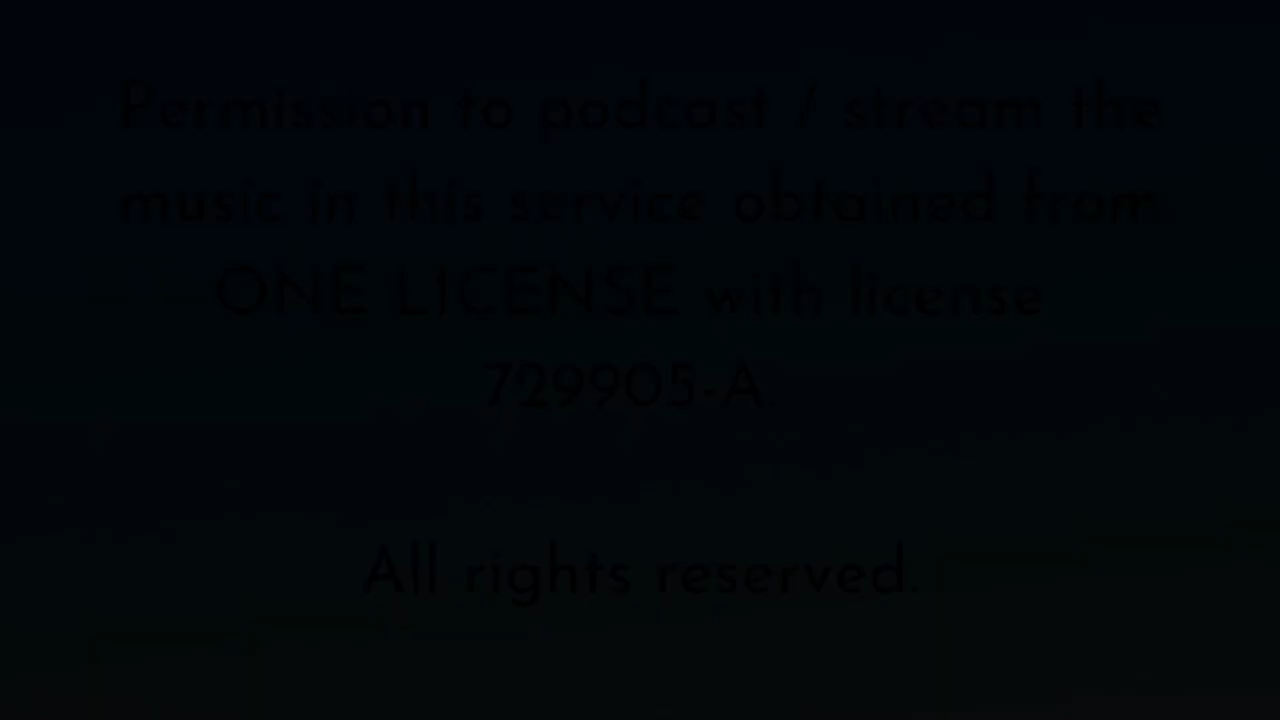 Permission to podcast / stream the
music in this service obtained from
ONE LICENSE with license
729905-A.
All rights reserved.